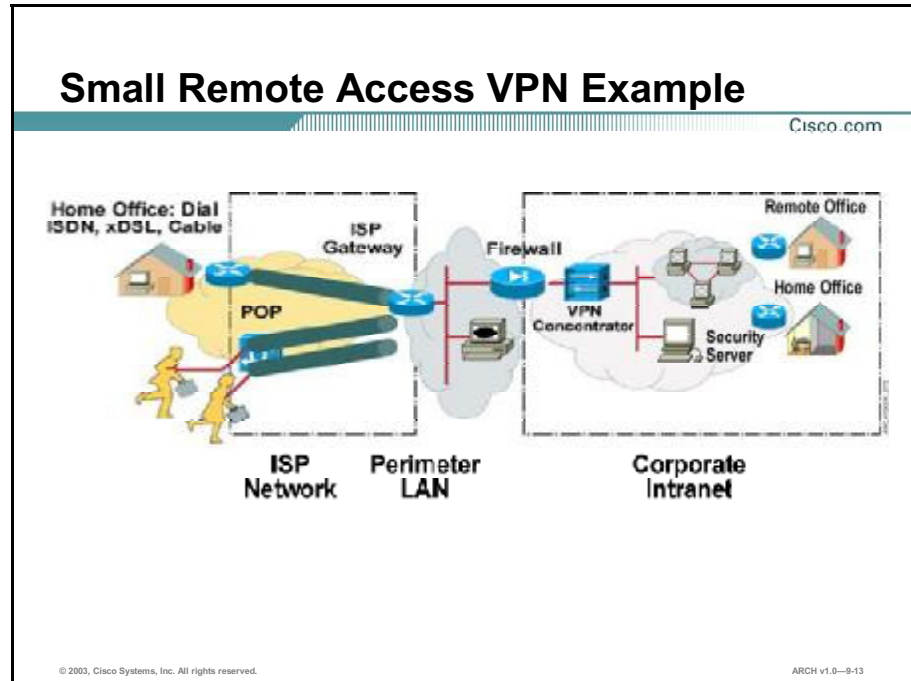 Small Remote Access VPN Example
Cisco.com
Home Office: Dial
ISDN, xDSL, Cable
ISP
Gateway
POP
Firewall
VPN
Concentrator
Remote Office
Home Office
Security
Server
ISP
Network
Perimeter
LAN
Corporate
Intranet
© 2003, Cisco Systems, Inc. All rights reserved.
ARCH v1.0—9-13